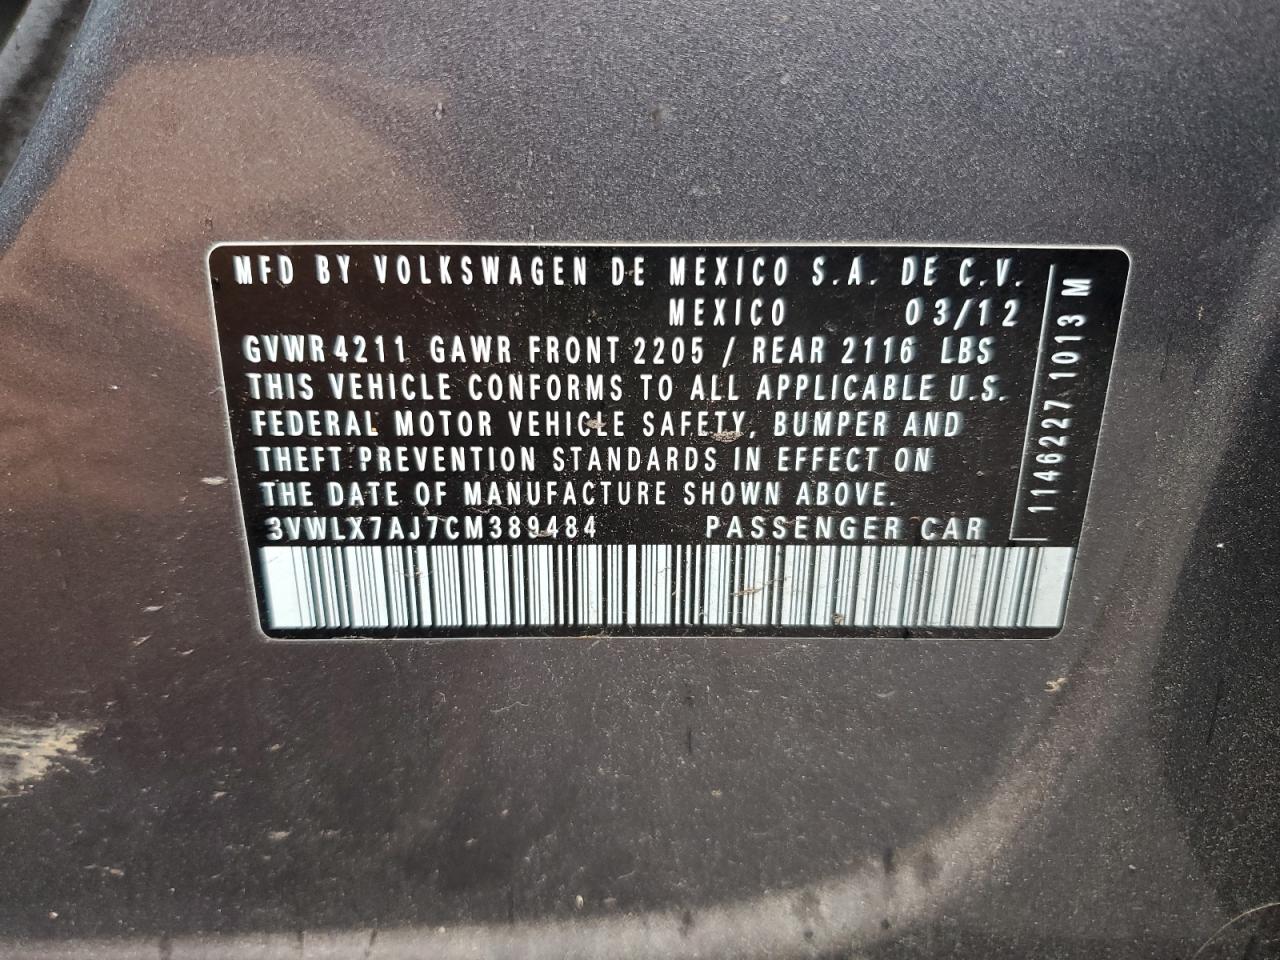 MFD BY VOLKSWAGEN DE MEXICO S.A. DE C.V.
MEXICO 03/12
GVWR 4211 GAWR FRONT 2205 / REAR 2116 LBS
THIS VEHICLE CONFORMS TO ALL APPLICABLE U.S.
FEDERAL MOTOR VEHICLE SAFETY, BUMPER AND
THEFT PREVENTION STANDARDS IN EFFECT ON
THE DATE OF MANUFACTURE SHOWN ABOVE.
3VWLX7AJ7CM389484 PASSENGER CAR
1146227 1013 M